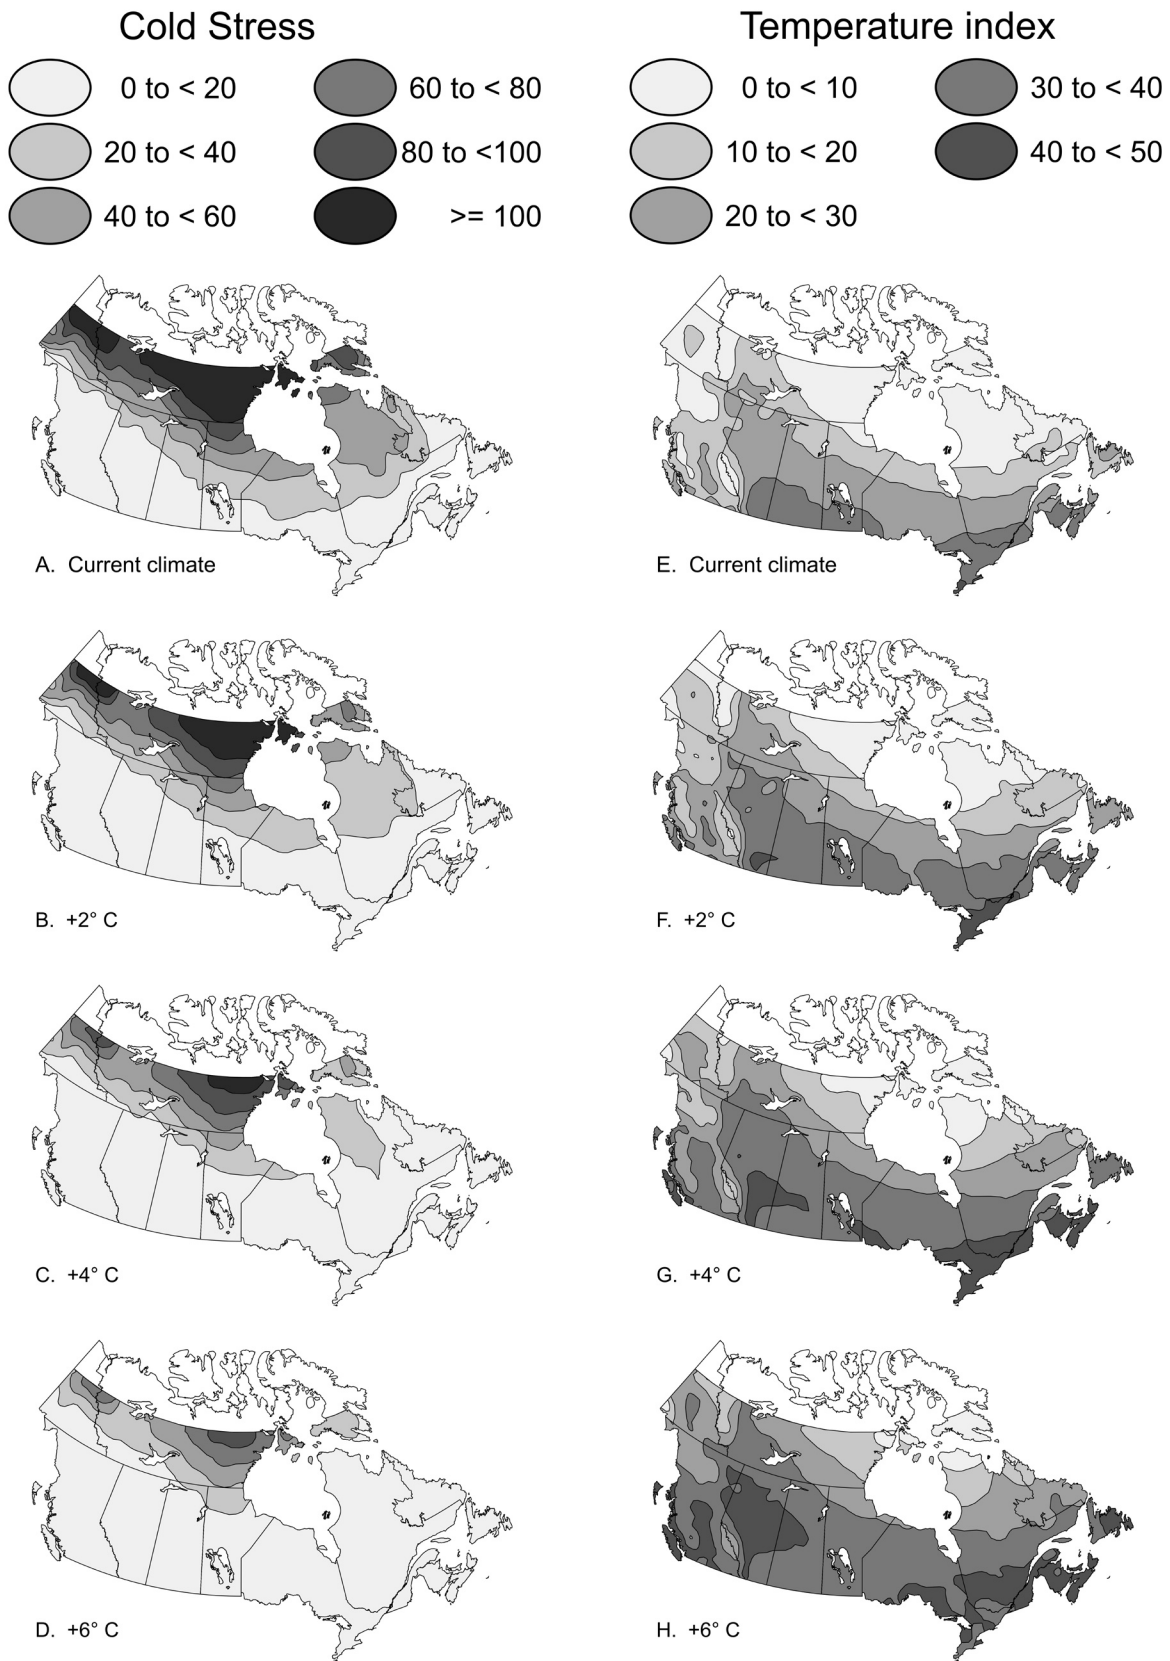 Cold Stress
0 to < 20
60 to < 80
20 to < 40
80 to <100
40 to < 60
>= 100
Temperature index
0 to < 10
30 to < 40
10 to < 20
40 to < 50
20 to < 30
A. Current climate
E. Current climate
B. +2° C
F. +2° C
C. +4° C
G. +4° C
D. +6° C
H. +6° C